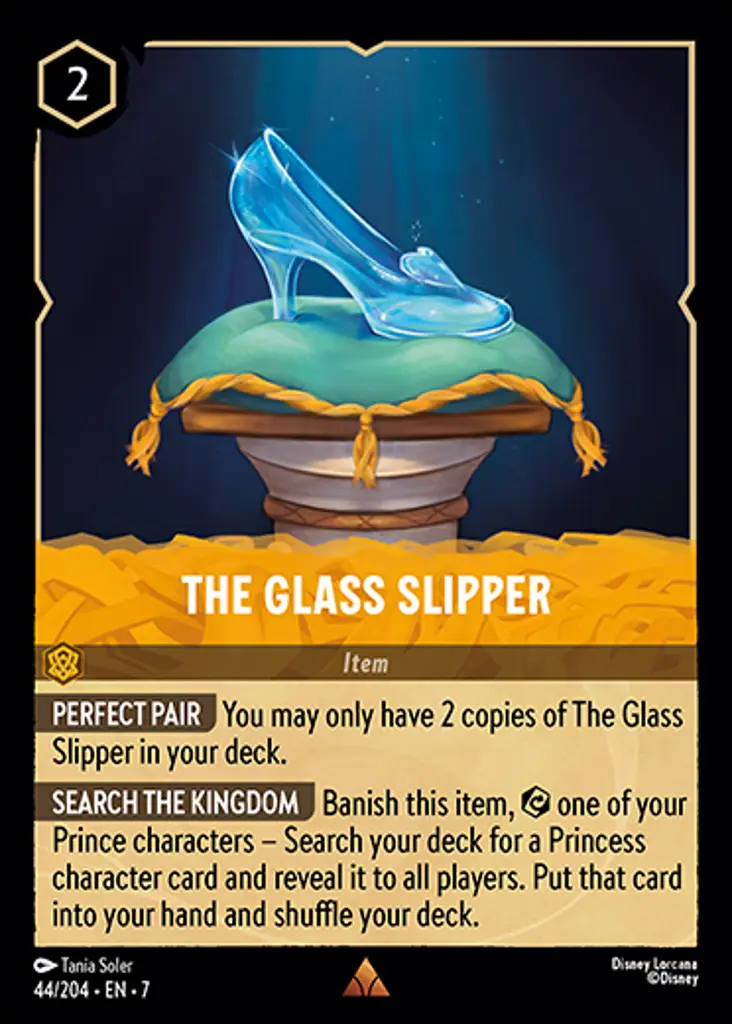 2
THE GLASS SLIPPER
Item
PERFECT PAIR You may only have 2 copies of The Glass
Slipper in your deck.
SEARCH THE KINGDOM Banish this item, one of your
Prince characters – Search your deck for a Princess
character card and reveal it to all players. Put that card
into your hand and shuffle your deck.
Tania Soler
44/204 • EN • 7
Disney Lorcana
©Disney